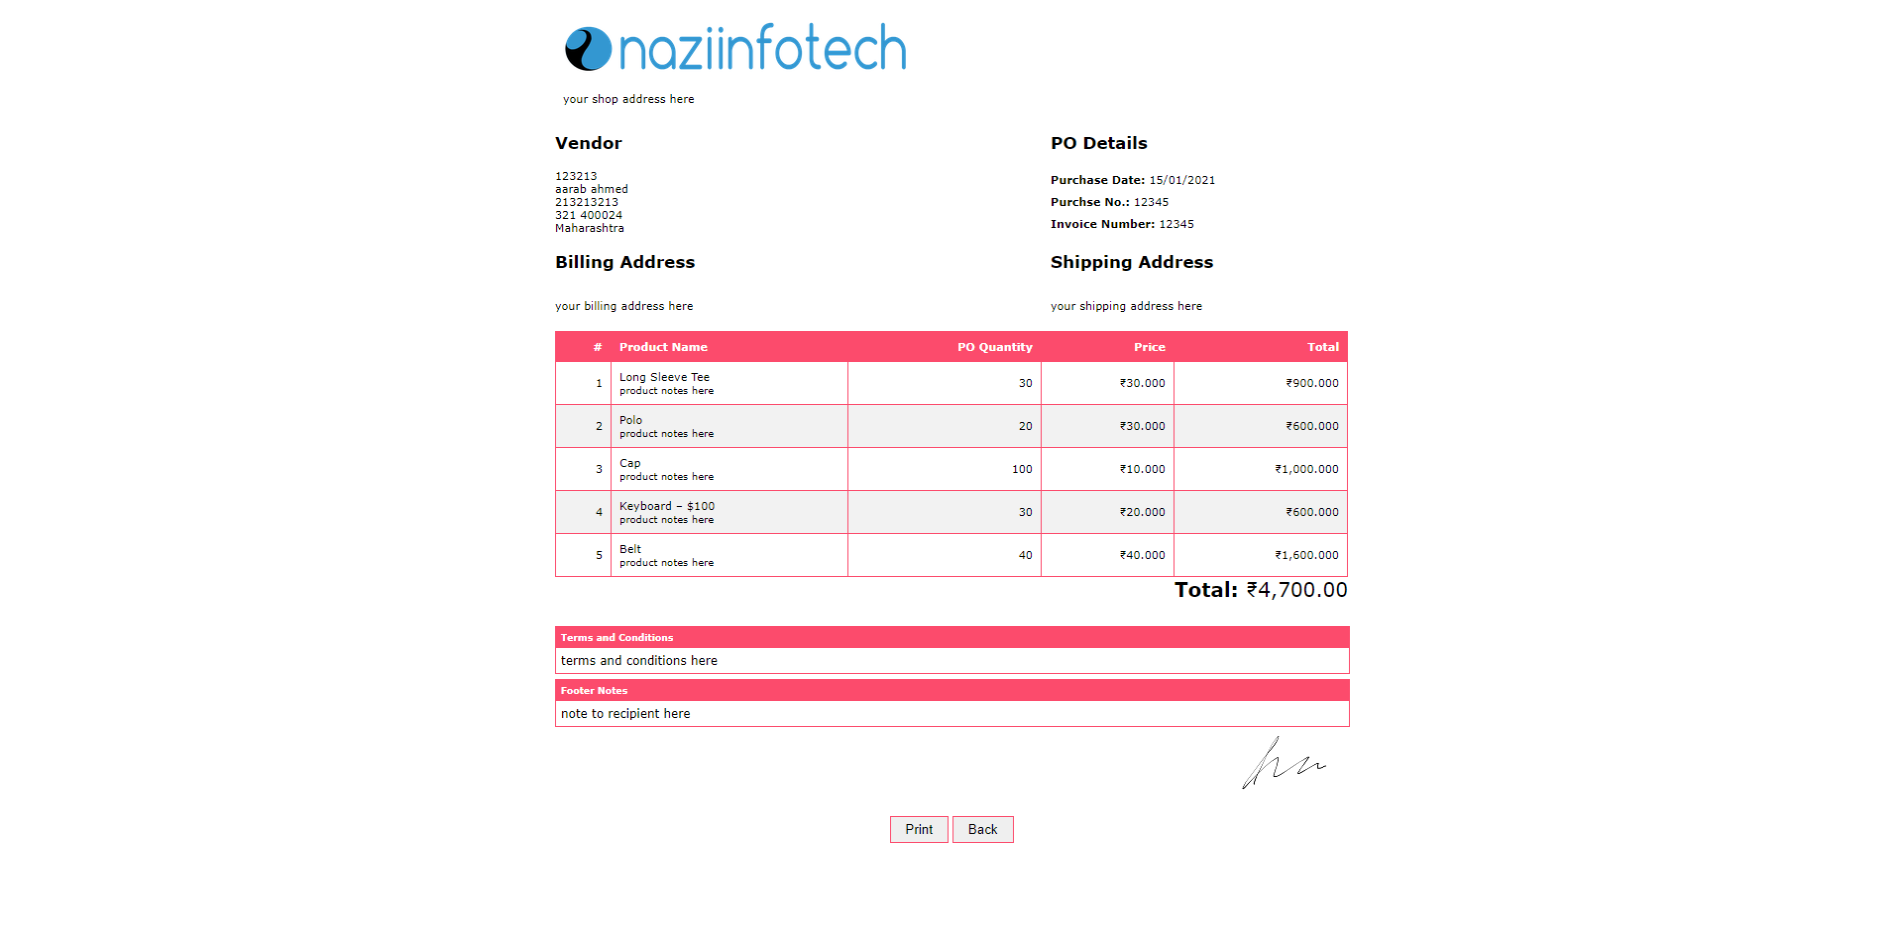 naziinfotech
your shop address here
Vendor
123213
aarab ahmed
213213213
321 400024
Maharashtra
PO Details
Purchase Date: 15/01/2021
Purchse No.: 12345
Invoice Number: 12345
Billing Address
your billing address here
Shipping Address
your shipping address here
# Product Name PO Quantity Price Total
1 Long Sleeve Tee 30 ₹30.000 ₹900.000
product notes here
2 Polo 20 ₹30.000 ₹600.000
product notes here
3 Cap 100 ₹10.000 ₹1,000.000
product notes here
4 Keyboard – $100 30 ₹20.000 ₹600.000
product notes here
5 Belt 40 ₹40.000 ₹1,600.000
product notes here
Total: ₹4,700.00
Terms and Conditions
terms and conditions here
Footer Notes
note to recipient here
Print Back